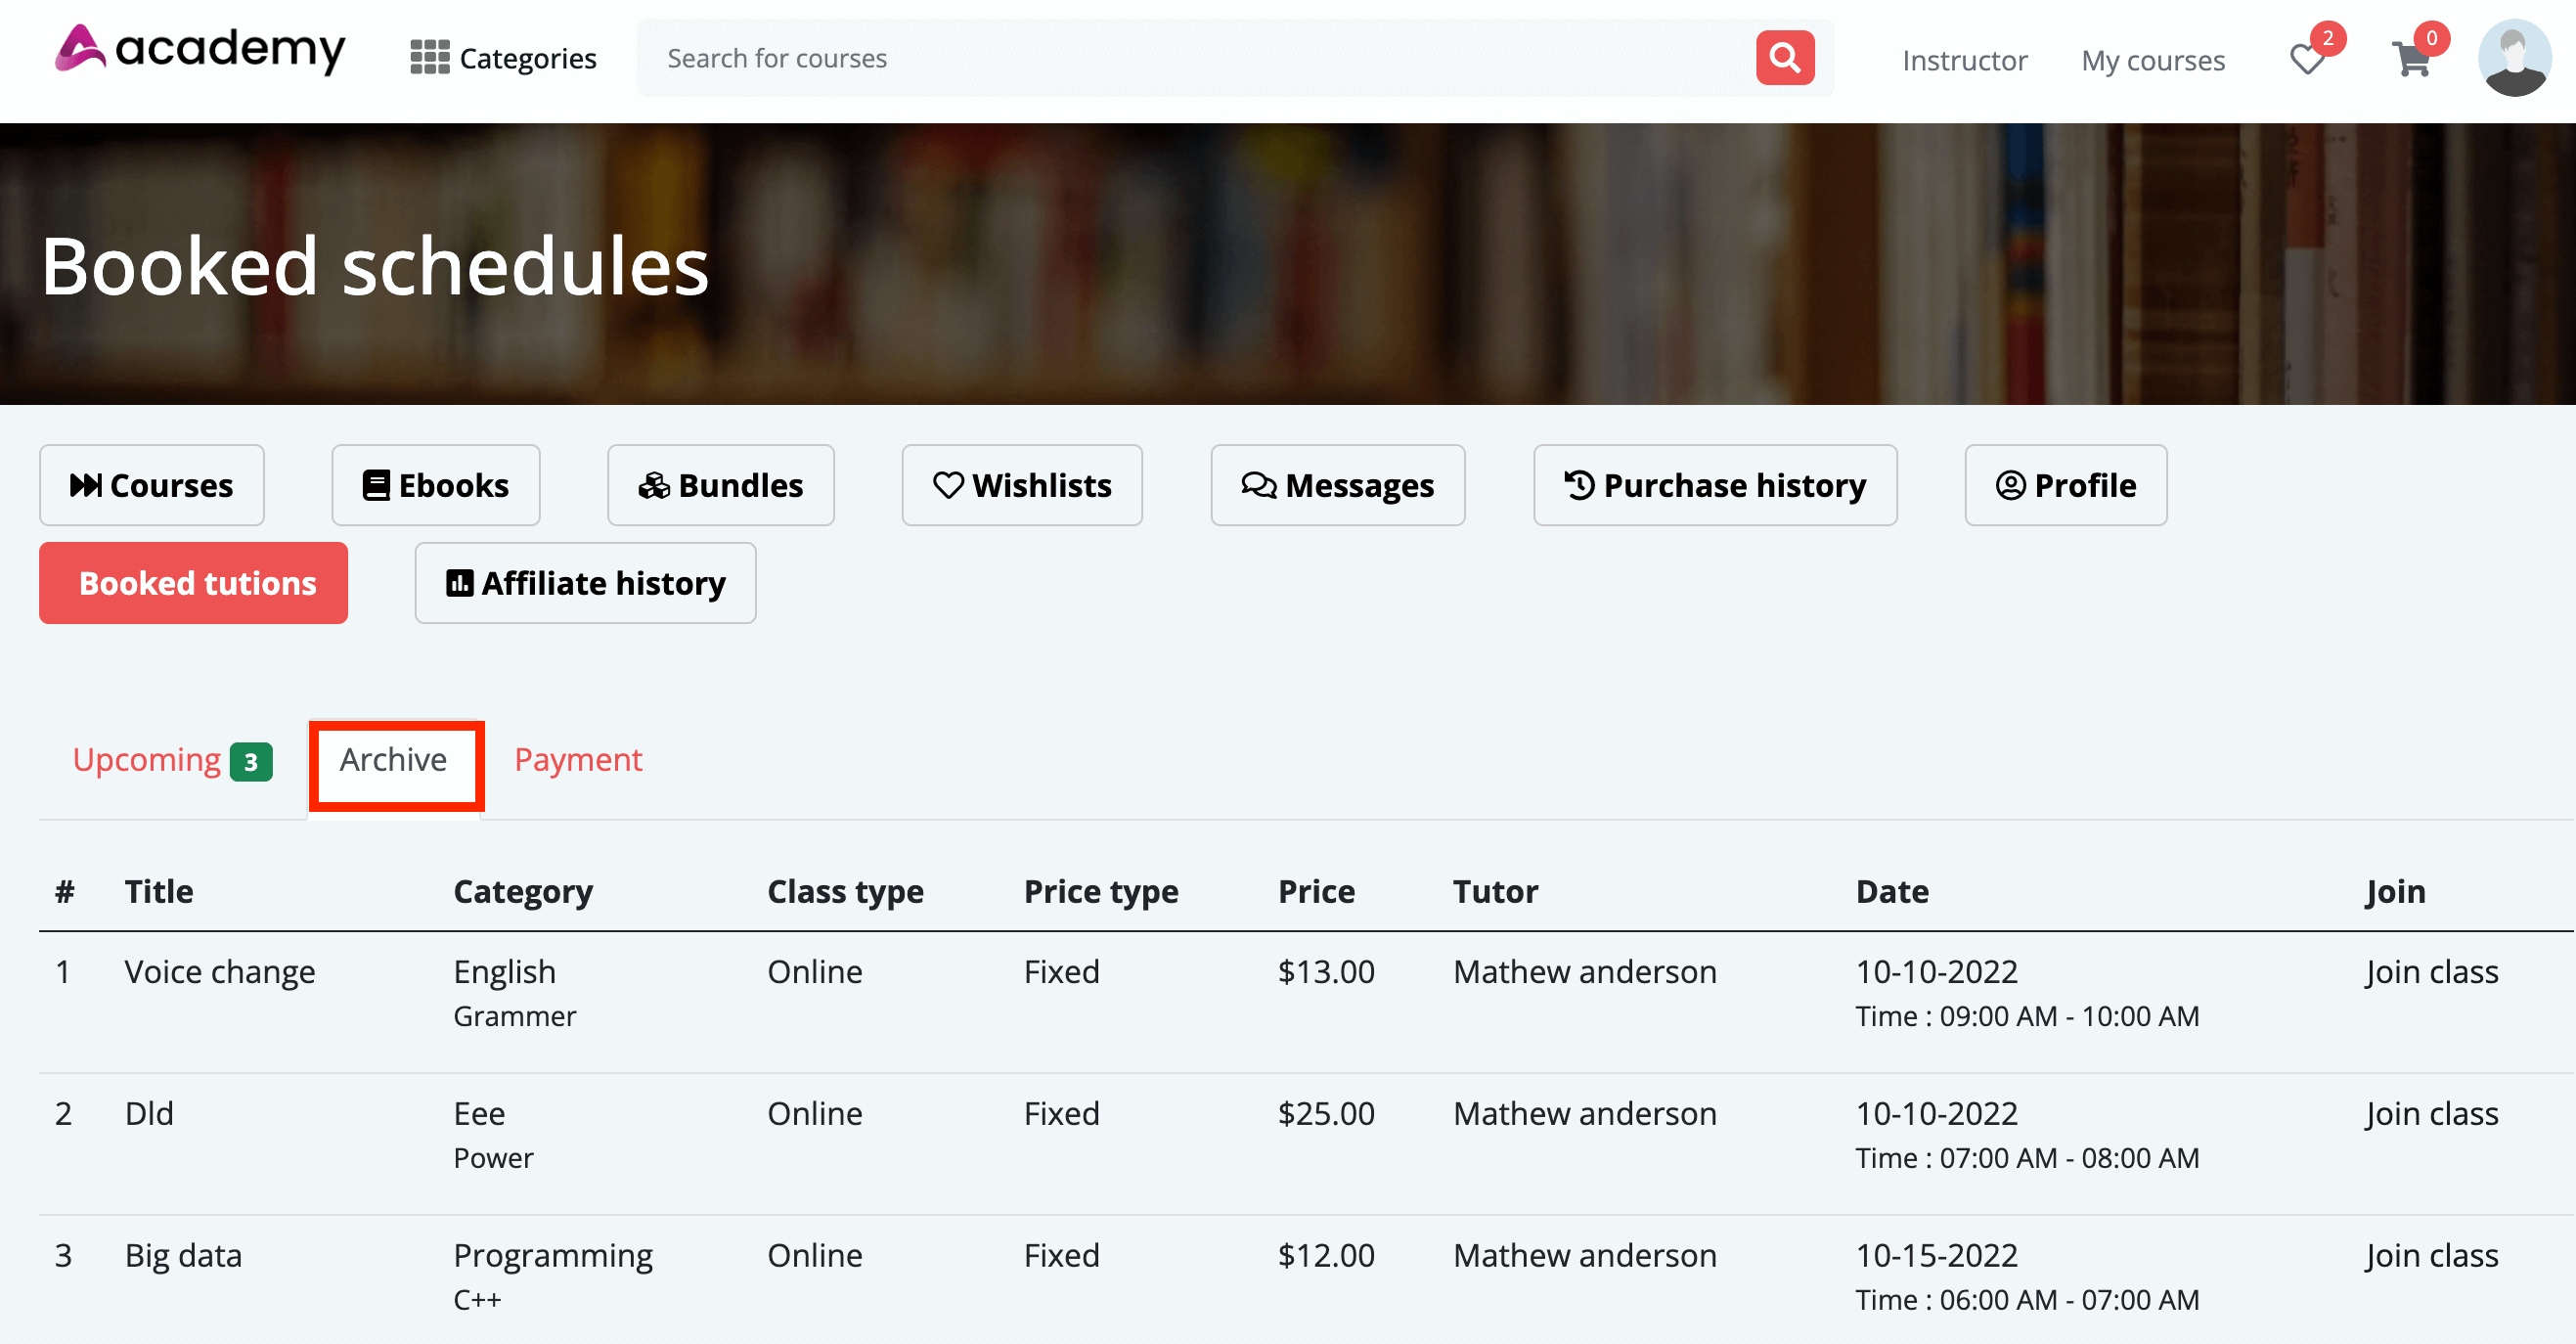 academy
Categories
Search for courses
Instructor
My courses
2
0
Booked schedules
Courses
Ebooks
Bundles
Wishlists
Messages
Purchase history
Profile
Booked tutions
Affiliate history
Upcoming 3
Archive
Payment
# Title Category Class type Price type Price Tutor Date Join
1 Voice change English Online Fixed $13.00 Mathew anderson 10-10-2022 Join class
Grammer Time : 09:00 AM - 10:00 AM
2 Dld Eee Online Fixed $25.00 Mathew anderson 10-10-2022 Join class
Power Time : 07:00 AM - 08:00 AM
3 Big data Programming Online Fixed $12.00 Mathew anderson 10-15-2022 Join class
C++ Time : 06:00 AM - 07:00 AM